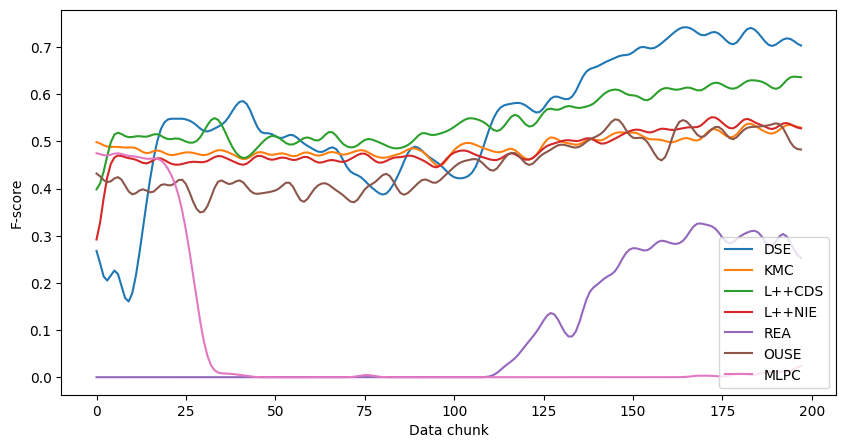 F-score
0.7
0.6
0.5
0.4
0.3
0.2
0.1
0.0
DSE
KMC
L++CDS
L++NIE
REA
OUSE
MLPC
0 25 50 75 100 125 150 175 200
Data chunk